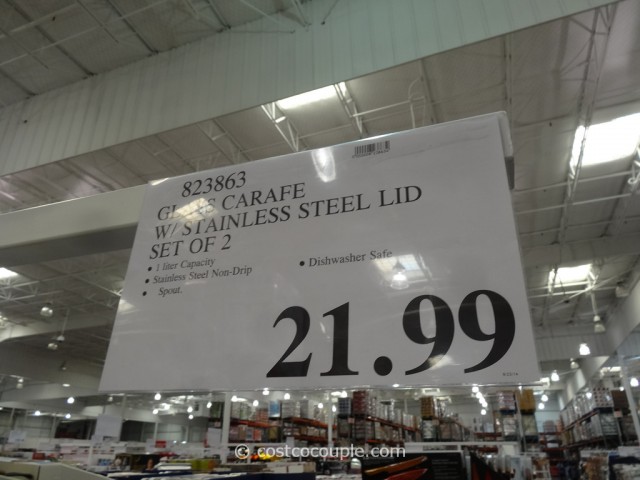 823863
GLASS CARAFE
W/ STAINLESS STEEL LID
SET OF 2
• 1 liter Capacity
• Stainless Steel Non-Drip
• Spout.
• Dishwasher Safe
21.99
© costcocouple.com